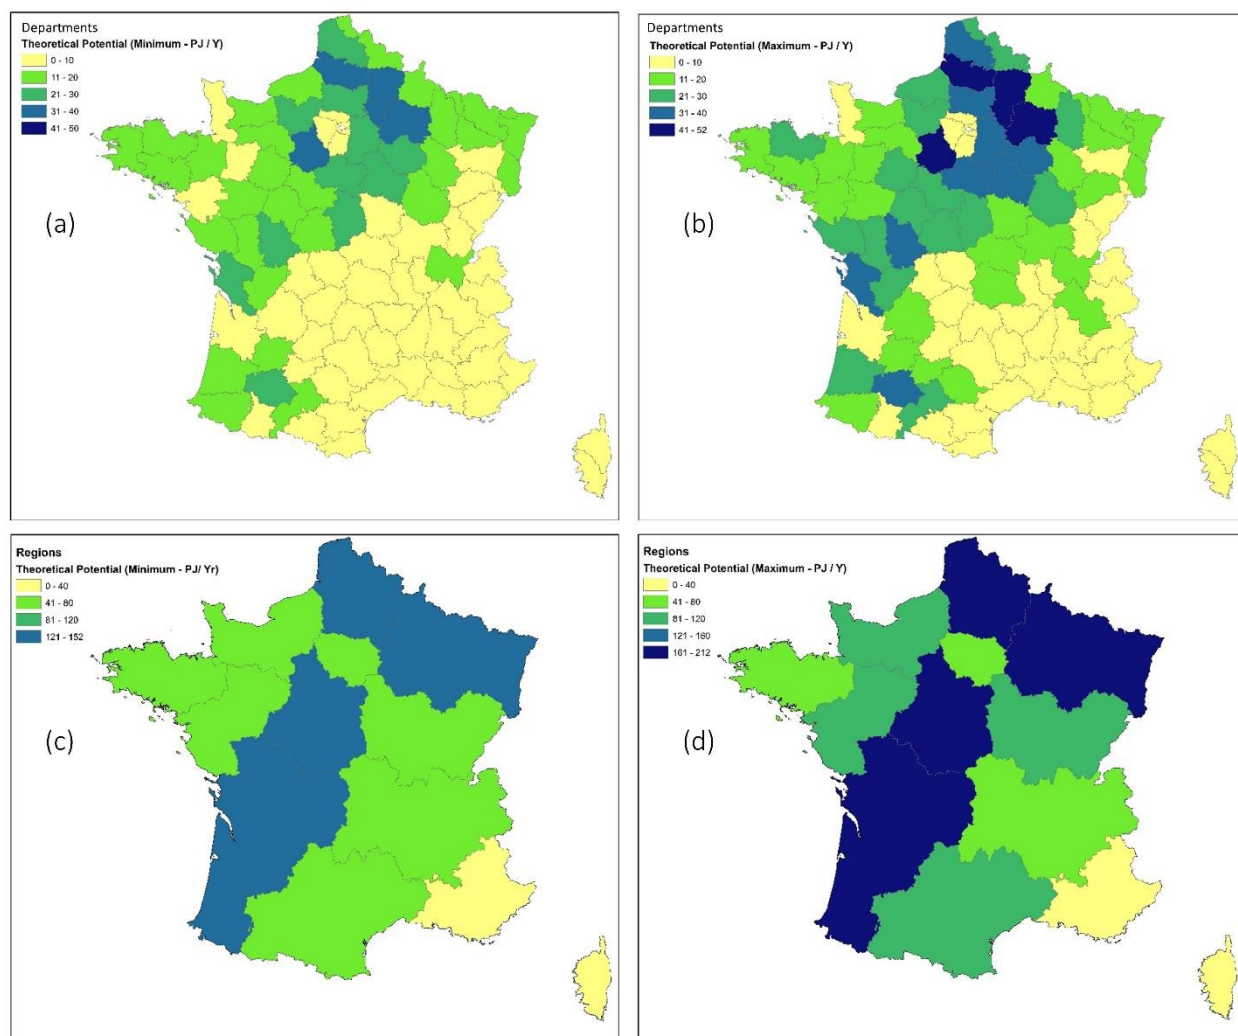 Departments
Theoretical Potential (Minimum - PJ / Y)
0 - 10
11 - 20
21 - 30
31 - 40
41 - 50
(a)
Departments
Theoretical Potential (Maximum - PJ / Y)
0 - 10
11 - 20
21 - 30
31 - 40
41 - 52
(b)
Regions
Theoretical Potential (Minimum - PJ/ Yr)
0 - 40
41 - 80
81 - 120
121 - 152
(c)
Regions
Theoretical Potential (Maximum - PJ / Y)
0 - 40
41 - 80
81 - 120
121 - 160
161 - 212
(d)